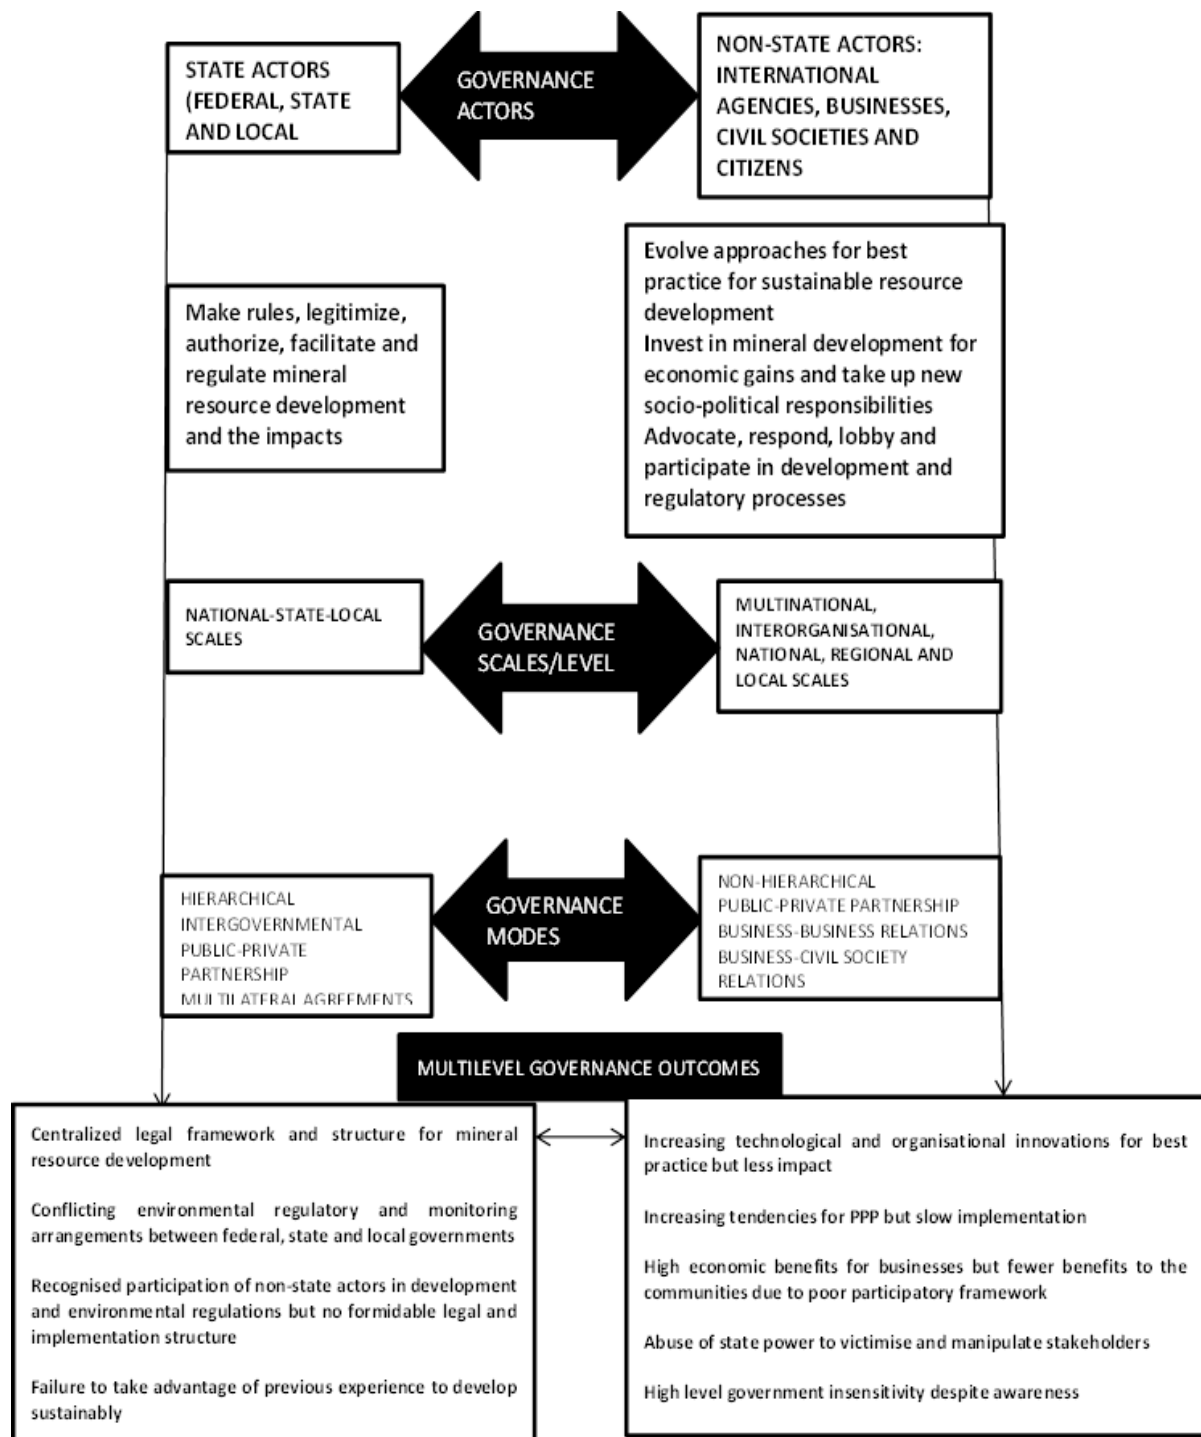 STATE ACTORS
(FEDERAL, STATE
AND LOCAL
GOVERNANCE
ACTORS
NON-STATE ACTORS:
INTERNATIONAL
AGENCIES, BUSINESSES,
CIVIL SOCIETIES AND
CITIZENS
Make rules, legitimize,
authorize, facilitate and
regulate mineral
resource development
and the impacts
Evolve approaches for best
practice for sustainable resource
development
Invest in mineral development for
economic gains and take up new
socio-political responsibilities
Advocate, respond, lobby and
participate in development and
regulatory processes
NATIONAL-STATE-LOCAL
SCALES
GOVERNANCE
SCALES/LEVEL
MULTINATIONAL,
INTERORGANISATIONAL,
NATIONAL, REGIONAL AND
LOCAL SCALES
HIERARCHICAL
INTERGOVERNMENTAL
PUBLIC-PRIVATE
PARTNERSHIP
MULTILATERAL AGREEMENTS
GOVERNANCE
MODES
NON-HIERARCHICAL
PUBLIC-PRIVATE PARTNERSHIP
BUSINESS-BUSINESS RELATIONS
BUSINESS-CIVIL SOCIETY
RELATIONS
MULTILEVEL GOVERNANCE OUTCOMES
Centralized legal framework and structure for mineral
resource development
Conflicting environmental regulatory and monitoring
arrangements between federal, state and local governments
Recognised participation of non-state actors in development
and environmental regulations but no formidable legal and
implementation structure
Failure to take advantage of previous experience to develop
sustainably
Increasing technological and organisational innovations for best
practice but less impact
Increasing tendencies for PPP but slow implementation
High economic benefits for businesses but fewer benefits to the
communities due to poor participatory framework
Abuse of state power to victimise and manipulate stakeholders
High level government insensitivity despite awareness